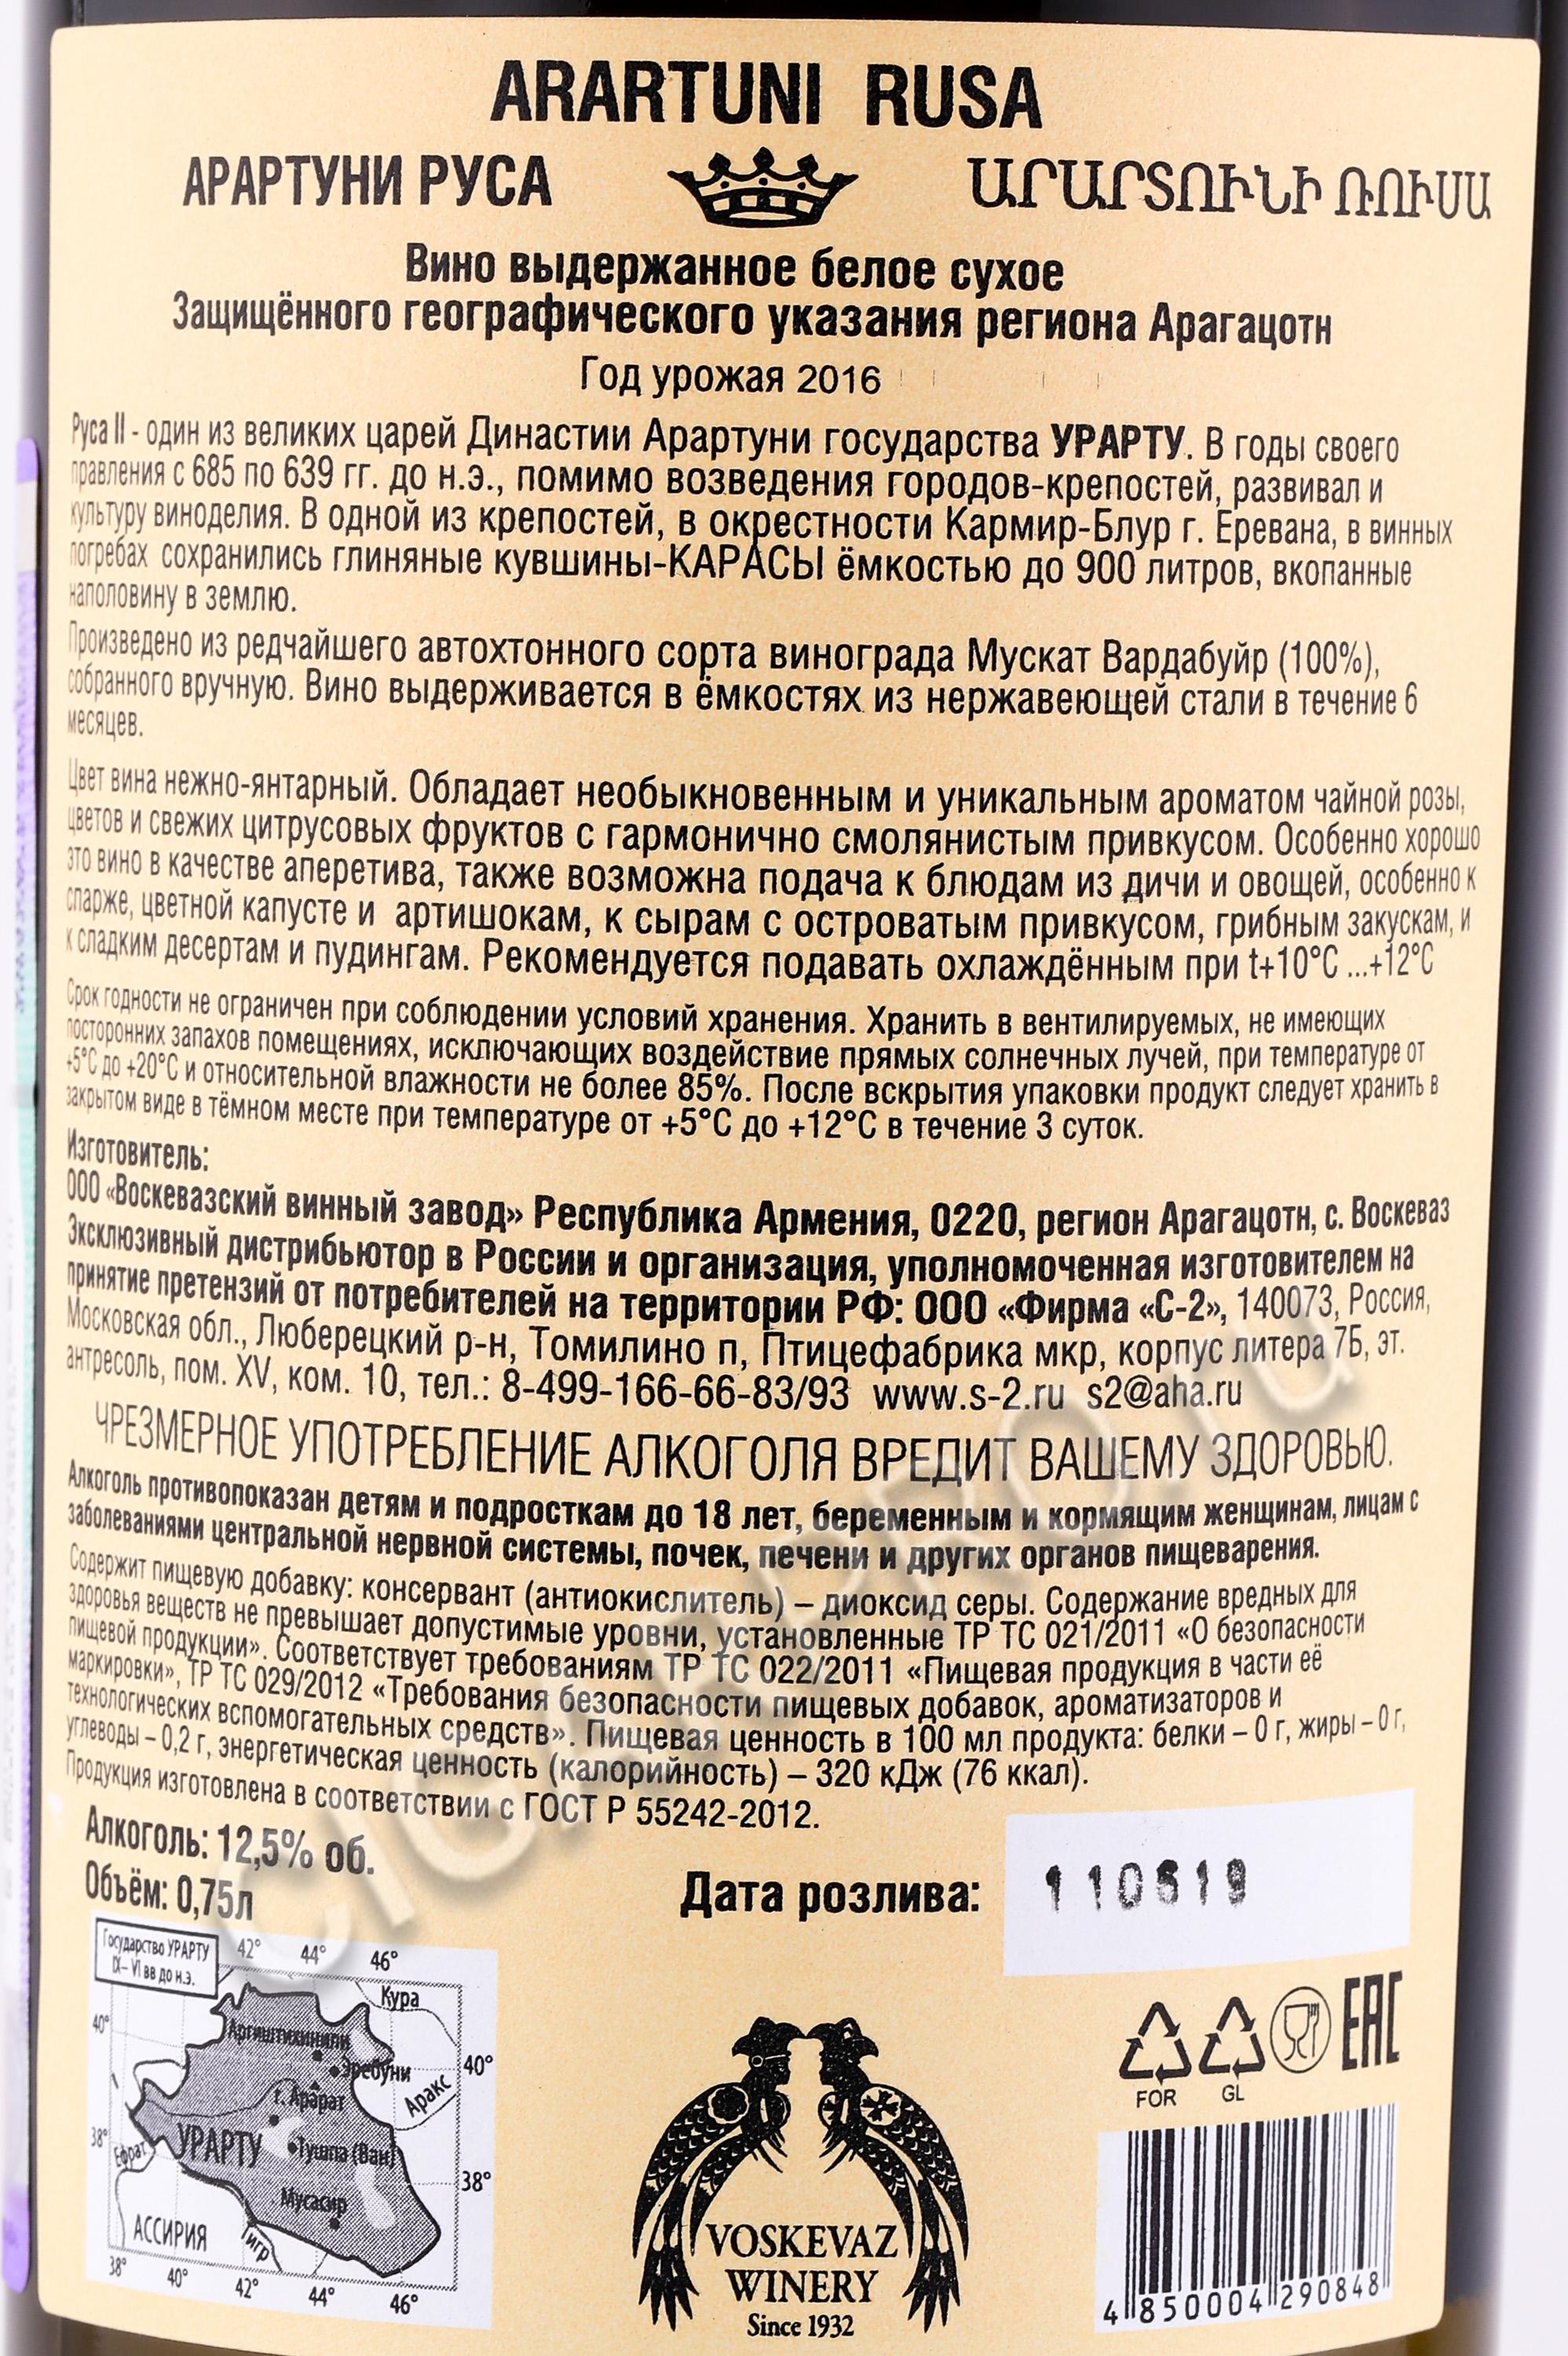 ARARTUNI RUSA
АРАРТУНИ РУСА
ԱՐԱՐՏՈՒՆԻ ՌՈՒՍԱ
Вино выдержанное белое сухое
Защищённого географического указания региона Арагацотн
Год урожая 2016
Руса II - один из великих царей Династии Арартуни государства УРАРТУ. В годы своего
правления с 685 по 639 гг. до н.э., помимо возведения городов-крепостей, развивал и
культуру виноделия. В одной из крепостей, в окрестности Кармир-Блур г. Еревана, в винных
погребах сохранились глиняные кувшины-КАРАСЫ ёмкостью до 900 литров, вкопанные
наполовину в землю.
Произведено из редчайшего автохтонного сорта винограда Мускат Вардабуйр (100%),
собранного вручную. Вино выдерживается в ёмкостях из нержавеющей стали в течение 6
месяцев.
Цвет вина нежно-янтарный. Обладает необыкновенным и уникальным ароматом чайной розы,
цветов и свежих цитрусовых фруктов с гармонично смолянистым привкусом. Особенно хорошо
это вино в качестве аперетива, также возможна подача к блюдам из дичи и овощей, особенно к
спарже, цветной капусте и артишокам, к сырам с островатым привкусом, грибным закускам, и
к сладким десертам и пудингам. Рекомендуется подавать охлаждённым при t+10°C ...+12°C
Срок годности не ограничен при соблюдении условий хранения. Хранить в вентилируемых, не имеющих
посторонних запахов помещениях, исключающих воздействие прямых солнечных лучей, при температуре от
+5°C до +20°C и относительной влажности не более 85%. После вскрытия упаковки продукт следует хранить в
закрытом виде в тёмном месте при температуре от +5°C до +12°C в течение 3 суток.
Изготовитель:
ООО «Воскевазский винный завод» Республика Армения, 0220, регион Арагацотн, с. Воскеваз
Эксклюзивный дистрибьютор в России и организация, уполномоченная изготовителем на
принятие претензий от потребителей на территории РФ: ООО «Фирма «С-2», 140073, Россия,
Московская обл., Люберецкий р-н, Томилино п, Птицефабрика мкр, корпус литера 7Б, эт.
антресоль, пом. XV, ком. 10, тел.: 8-499-166-66-83/93 www.s-2.ru s2@aha.ru
ЧРЕЗМЕРНОЕ УПОТРЕБЛЕНИЕ АЛКОГОЛЯ ВРЕДИТ ВАШЕМУ ЗДОРОВЬЮ.
Алкоголь противопоказан детям и подросткам до 18 лет, беременным и кормящим женщинам, лицам с
заболеваниями центральной нервной системы, почек, печени и других органов пищеварения.
Содержит пищевую добавку: консервант (антиокислитель) – диоксид серы. Содержание вредных для
здоровья веществ не превышает допустимые уровни, установленные ТР ТС 021/2011 «О безопасности
пищевой продукции». Соответствует требованиям ТР ТС 022/2011 «Пищевая продукция в части её
маркировки», ТР ТС 029/2012 «Требования безопасности пищевых добавок, ароматизаторов и
технологических вспомогательных средств». Пищевая ценность в 100 мл продукта: белки – 0 г, жиры – 0 г,
углеводы – 0,2 г, энергетическая ценность (калорийность) – 320 кДж (76 ккал).
Продукция изготовлена в соответствии с ГОСТ Р 55242-2012.
Алкоголь: 12,5% об.
Объём: 0,75л
Дата розлива:
110619
Государство УРАРТУ
IX–VI вв до н.э.
42° 44° 46°
Кура
40°
Аргиштихинили
Эребуни
40°
г. Арарат
Аракс
38°
Ефрат
УРАРТУ
Тушпа (Ван)
38°
Мусасир
АССИРИЯ
Тигр
38° 40° 42° 44° 46°
VOSKEVAZ
WINERY
Since 1932
FOR
GL
EAC
4 850004 290848